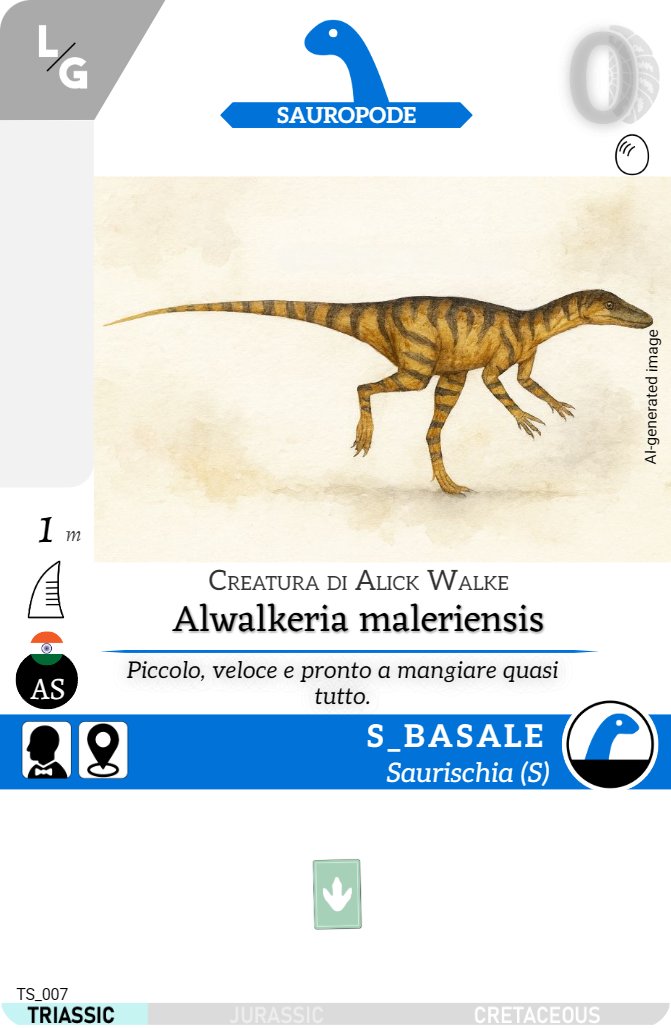 L/G
SAUROPODE
0
AI-generated image
1 m
Creatura di Alick Walke
Alwalkeria maleriensis
AS
Piccolo, veloce e pronto a mangiare quasi
tutto.
S_BASALE
Saurischia (S)
TS_007
TRIASSIC JURASSIC CRETACEOUS